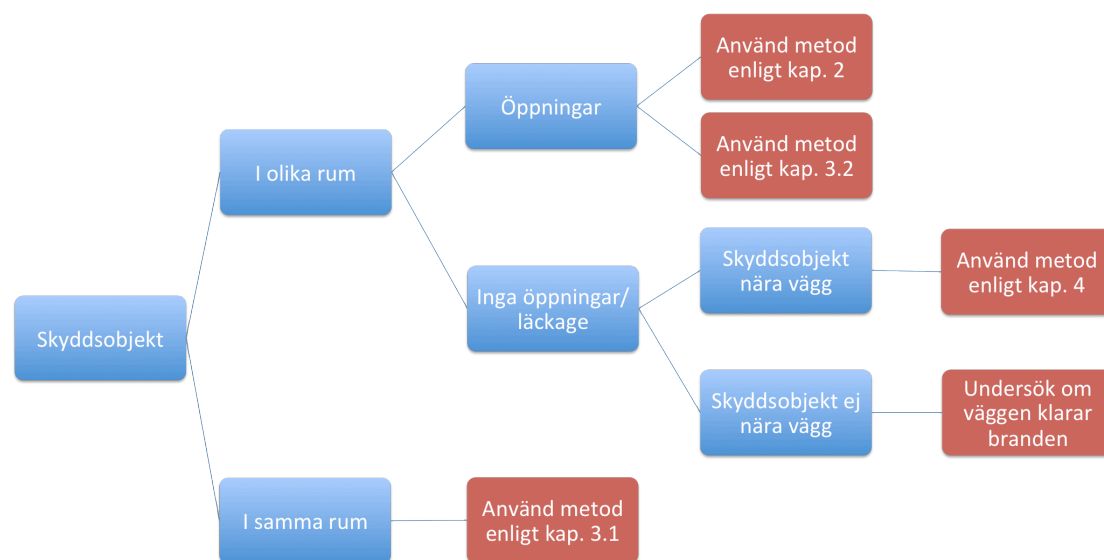 Skyddsobjekt
I olika rum
Öppningar
Använd metod
enligt kap. 2
Använd metod
enligt kap. 3.2
Inga öppningar/
läckage
Skyddsobjekt
nära vägg
Använd metod
enligt kap. 4
Skyddsobjekt ej
nära vägg
Undersök om
väggen klarar
branden
I samma rum
Använd metod
enligt kap. 3.1